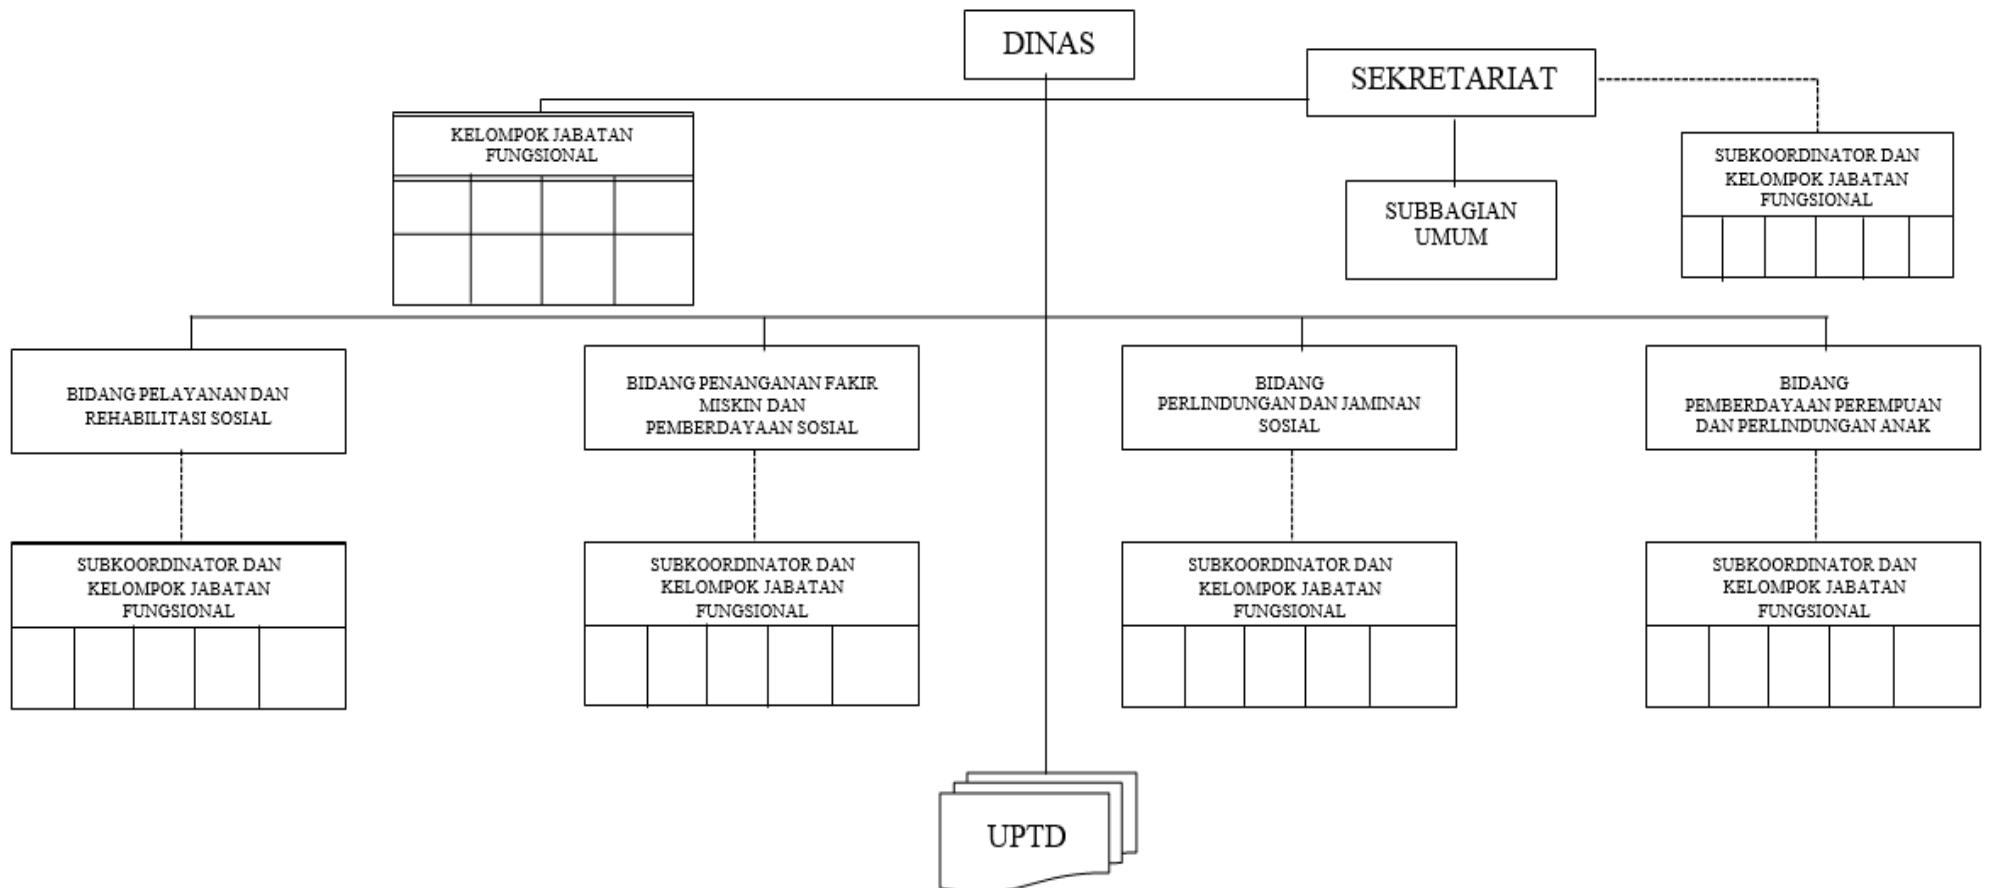 DINAS
SEKRETARIAT
KELOMPOK JABATAN
FUNGSIONAL
SUBKOORDINATOR DAN
KELOMPOK JABATAN
FUNGSIONAL
SUBBAGIAN
UMUM
BIDANG PELAYANAN DAN
REHABILITASI SOSIAL
BIDANG PENANGANAN FAKIR
MISKIN DAN
PEMBERDAYAAN SOSIAL
BIDANG
PERLINDUNGAN DAN JAMINAN
SOSIAL
BIDANG
PEMBERDAYAAN PEREMPUAN
DAN PERLINDUNGAN ANAK
SUBKOORDINATOR DAN
KELOMPOK JABATAN
FUNGSIONAL
SUBKOORDINATOR DAN
KELOMPOK JABATAN
FUNGSIONAL
SUBKOORDINATOR DAN
KELOMPOK JABATAN
FUNGSIONAL
SUBKOORDINATOR DAN
KELOMPOK JABATAN
FUNGSIONAL
UPTD